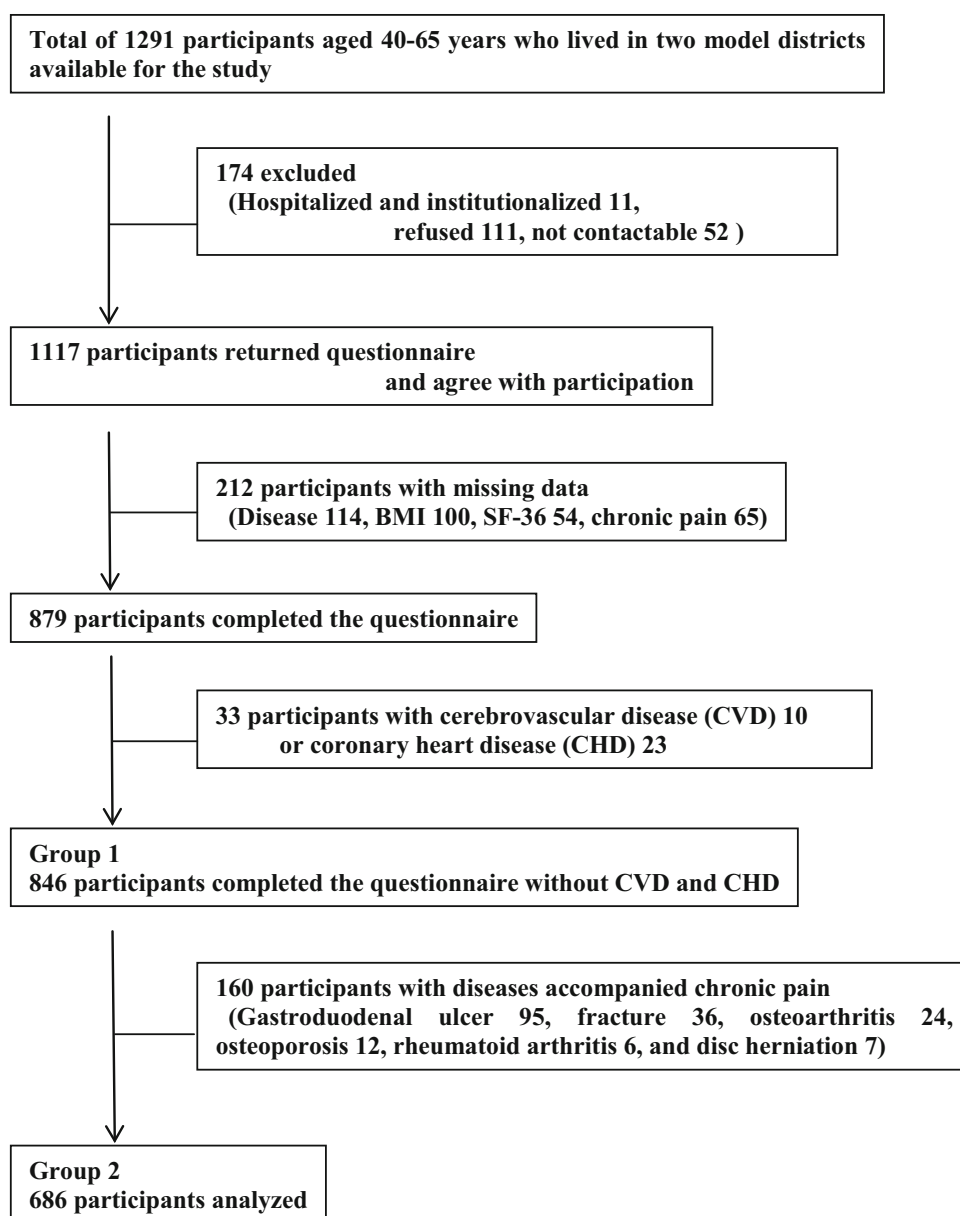 Total of 1291 participants aged 40-65 years who lived in two model districts
available for the study
174 excluded
(Hospitalized and institutionalized 11,
refused 111, not contactable 52 )
1117 participants returned questionnaire
and agree with participation
212 participants with missing data
(Disease 114, BMI 100, SF-36 54, chronic pain 65)
879 participants completed the questionnaire
33 participants with cerebrovascular disease (CVD) 10
or coronary heart disease (CHD) 23
Group 1
846 participants completed the questionnaire without CVD and CHD
160 participants with diseases accompanied chronic pain
(Gastroduodenal ulcer 95, fracture 36, osteoarthritis 24,
osteoporosis 12, rheumatoid arthritis 6, and disc herniation 7)
Group 2
686 participants analyzed